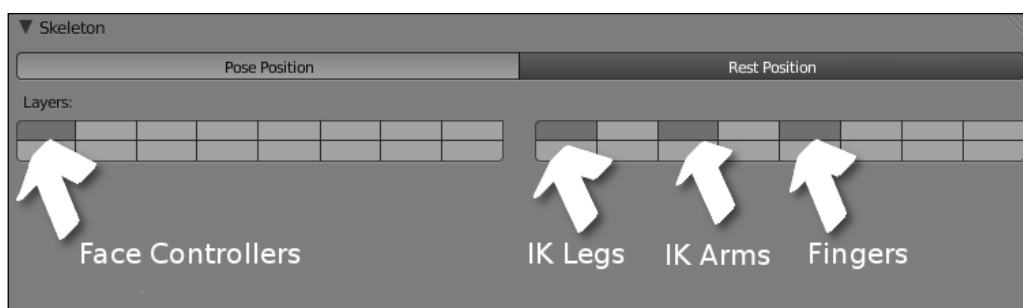 Skeleton
Pose Position Rest Position
Layers:
Face Controllers IK Legs IK Arms Fingers